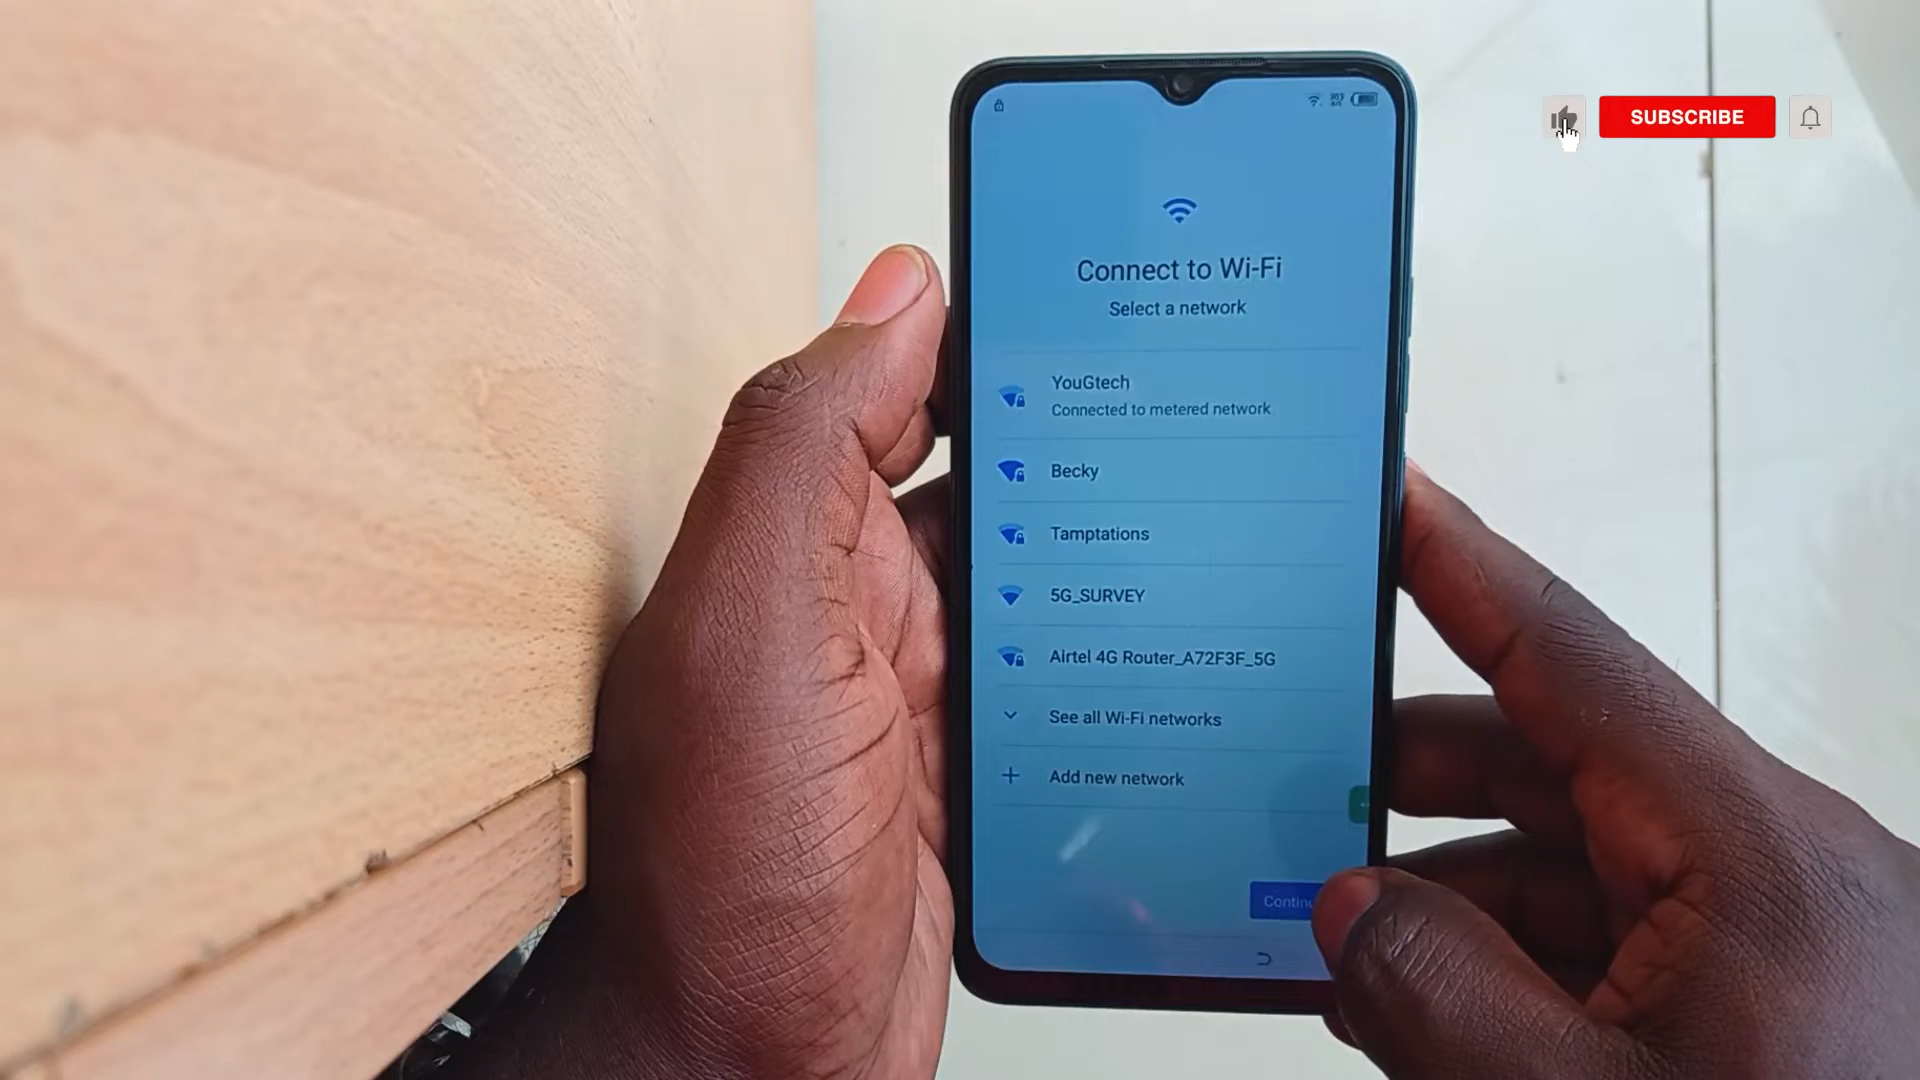 SUBSCRIBE
Connect to Wi-Fi
Select a network
YouGtech
Connected to metered network
Becky
Tamptations
5G_SURVEY
Airtel 4G Router_A72F3F_5G
See all Wi-Fi networks
Add new network
Continu